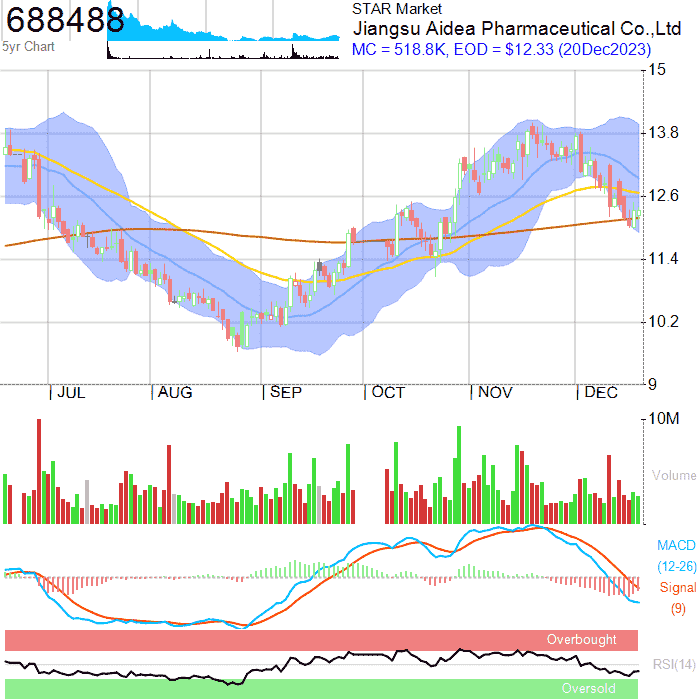 688488
STAR Market
Jiangsu Aidea Pharmaceutical Co.,Ltd
5yr Chart
MC = 518.8K, EOD = $12.33 (20Dec2023)
15
13.8
12.6
11.4
10.2
9
JUL AUG SEP OCT NOV DEC
10M
Volume
MACD
(12-26)
Signal
(9)
Overbought
RSI(14)
Oversold